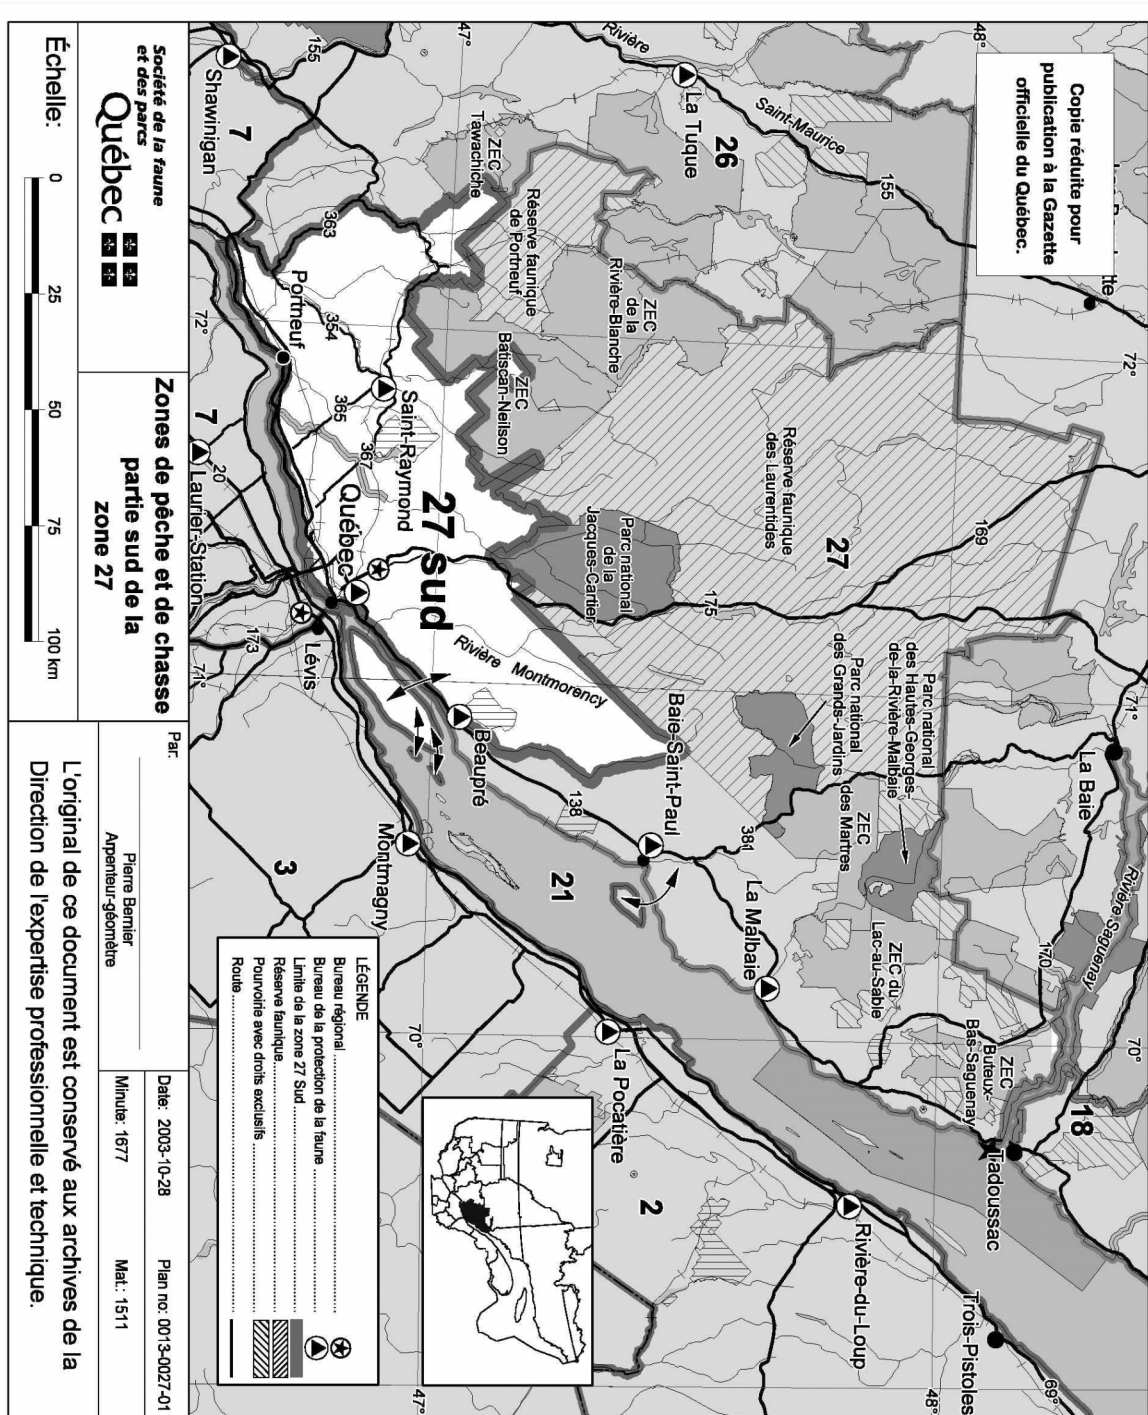 Copie réduite pour
publication à la Gazette
officielle du Québec.
48°
47°
Rivière
Saint-Maurice
155
La Tuque
26
155
Shawinigan
7
ZEC
Tawachiche
363
Réserve faunique
de Portneuf
ZEC
de la
Rivière-Blanche
ZEC
Batiscan-Neilson
72°
72°
Portneuf
354
365
367
Saint-Raymond
Réserve faunique
des Laurentides
27
169
175
Parc national
de la
Jacques-Cartier
27 sud
Québec
Lévis
7
20
Laurier-Station
173
71°
71°
Rivière Montmorency
Beaupré
Baie-Saint-Paul
138
381
Parc national
des Grands-Jardins
Parc national
des Hautes-Gorges-
de-la-Rivière-Malbaie
ZEC
des Martres
La Baie
Rivière Saguenay
170
La Malbaie
ZEC du
Lac-au-Sable
ZEC
Buteux-
Bas-Saguenay
18
Tadoussac
70°
70°
21
Montmagny
3
La Pocatière
2
Rivière-du-Loup
Trois-Pistoles
69°
48°
47°
LÉGENDE
Bureau régional
Bureau de la protection de la faune
Limite de la zone 27 Sud
Réserve faunique
Pourvoirie avec droits exclusifs
Route
Société de la faune
et des parcs
Québec
Échelle:
0 25 50 75 100 km
Zones de pêche et de chasse
partie sud de la
zone 27
Par:
Pierre Bernier
Arpenteur-géomètre
Date: 2003-10-28
Plan no: 0013-0027-01
Minute: 1677
Mat.: 1511
L'original de ce document est conservé aux archives de la
Direction de l'expertise professionnelle et technique.